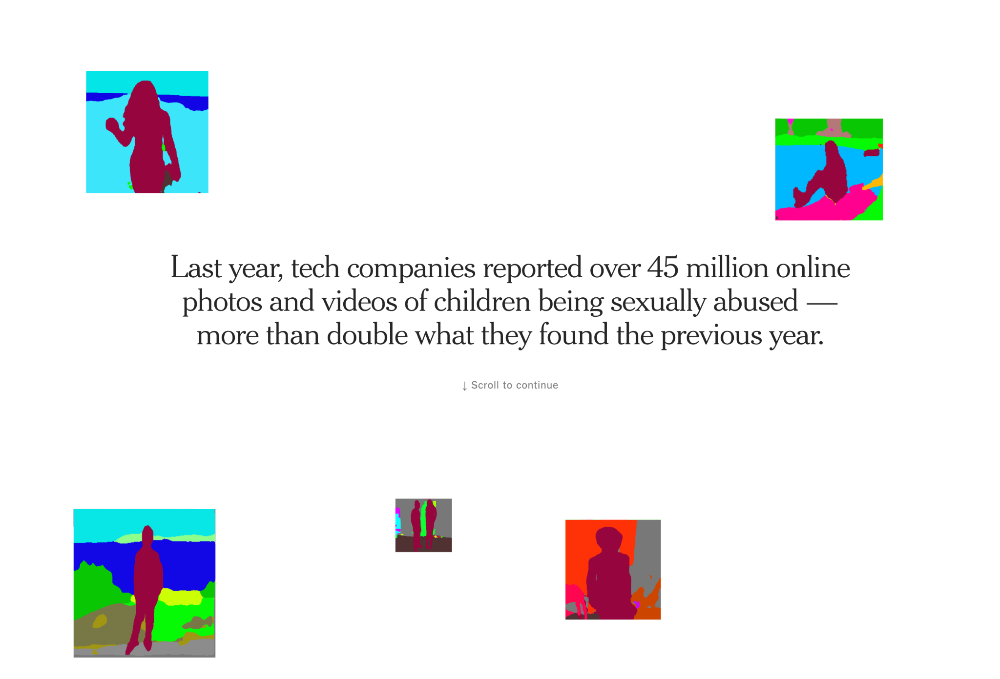 Last year, tech companies reported over 45 million online
photos and videos of children being sexually abused —
more than double what they found the previous year.
↓ Scroll to continue